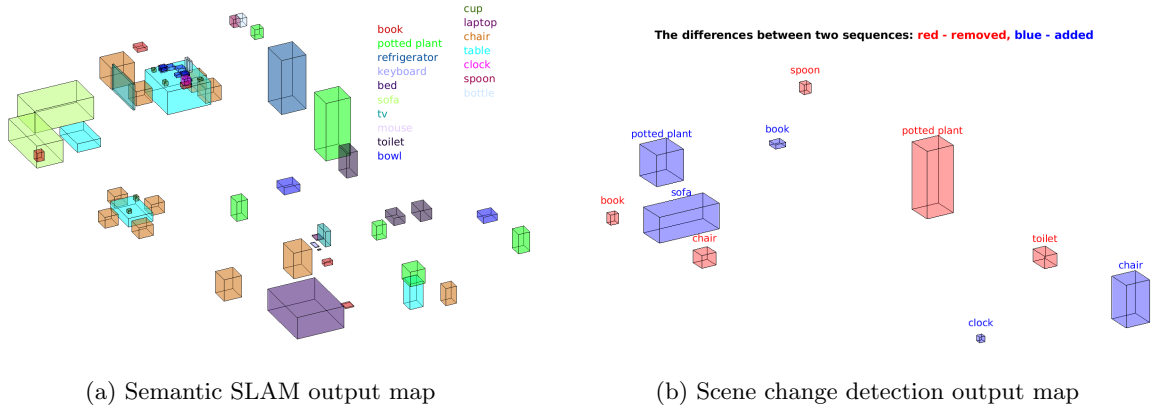 book
potted plant
refrigerator
keyboard
bed
sofa
tv
mouse
toilet
bowl
cup
laptop
chair
table
clock
spoon
bottle
(a) Semantic SLAM output map
The differences between two sequences: red - removed, blue - added
spoon
book
potted plant
potted plant
sofa
book
chair
toilet
chair
clock
(b) Scene change detection output map